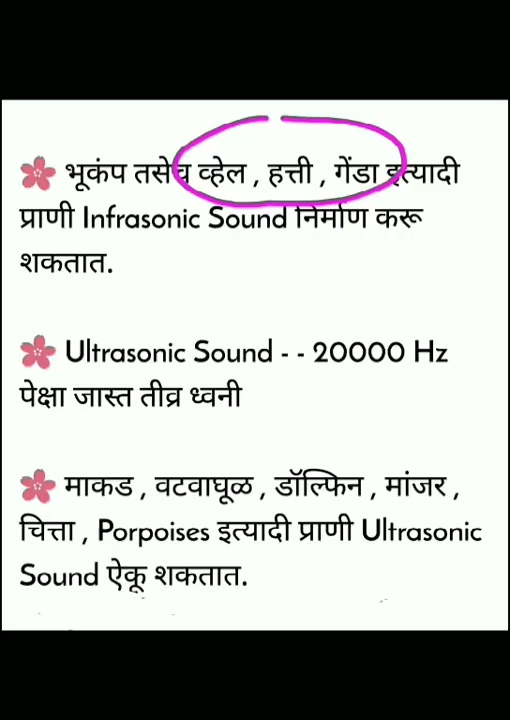 भूकंप तसेच व्हेल , हत्ती , गेंडा इत्यादी
प्राणी Infrasonic Sound निर्माण करू
शकतात.
Ultrasonic Sound - - 20000 Hz
पेक्षा जास्त तीव्र ध्वनी
माकड , वटवाघूळ , डॉल्फिन , मांजर ,
चित्ता , Porpoises इत्यादी प्राणी Ultrasonic
Sound ऐकू शकतात.